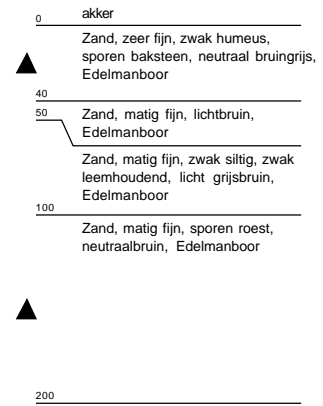 0 akker
Zand, zeer fijn, zwak humeus,
sporen baksteen, neutraal bruingrijs,
Edelmanboor
40
50 Zand, matig fijn, lichtbruin,
Edelmanboor
Zand, matig fijn, zwak siltig, zwak
leemhoudend, licht grijsbruin,
Edelmanboor
100
Zand, matig fijn, sporen roest,
neutraalbruin, Edelmanboor
200